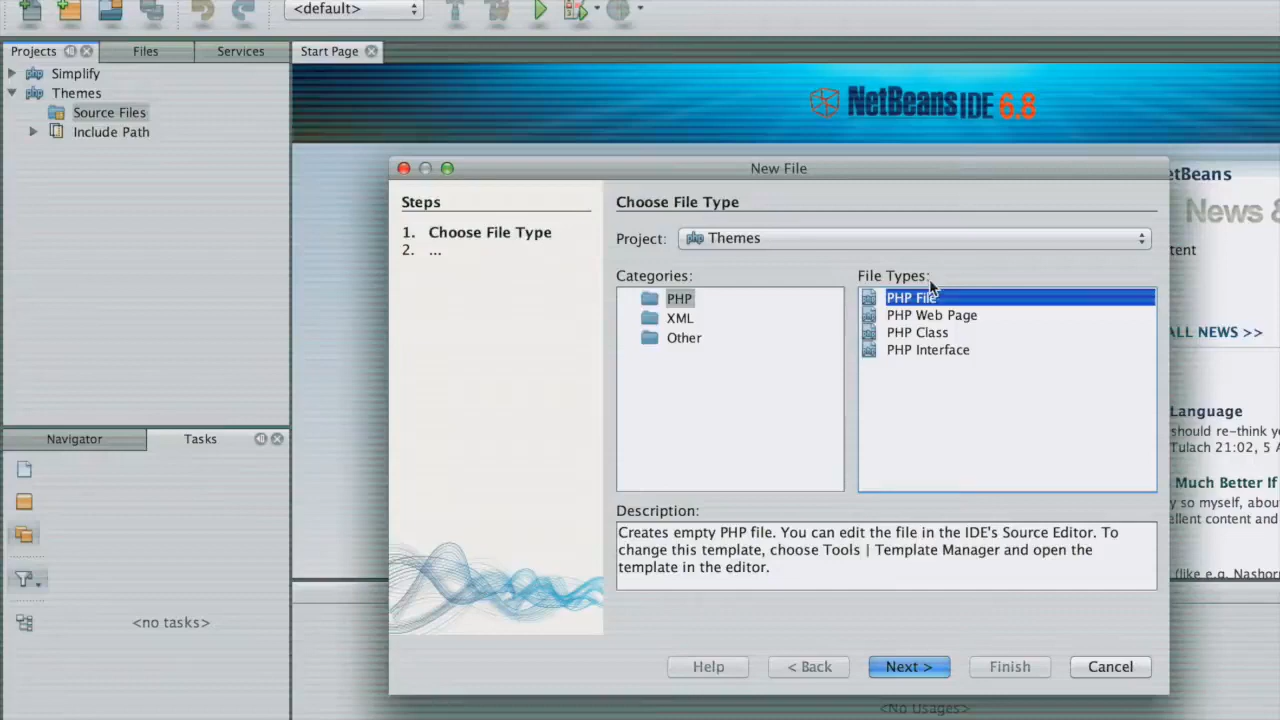 <default>
Projects
Files
Services
Start Page
Simplify
Themes
Source Files
Include Path
NetBeans IDE 6.8
etBeans
News &
tent
ALL NEWS >>
Language
should re-think yo
Tulach 21:02, 5 A
Much Better If
y so myself, abou
ellent content and
(like e.g. Nashorn
New File
Steps
1. Choose File Type
2. ...
Choose File Type
Project: Themes
Categories:
PHP
XML
Other
File Types:
PHP File
PHP Web Page
PHP Class
PHP Interface
Description:
Creates empty PHP file. You can edit the file in the IDE's Source Editor. To
change this template, choose Tools | Template Manager and open the
template in the editor.
Help
< Back
Next >
Finish
Cancel
Navigator
Tasks
<no tasks>
<No Usages>